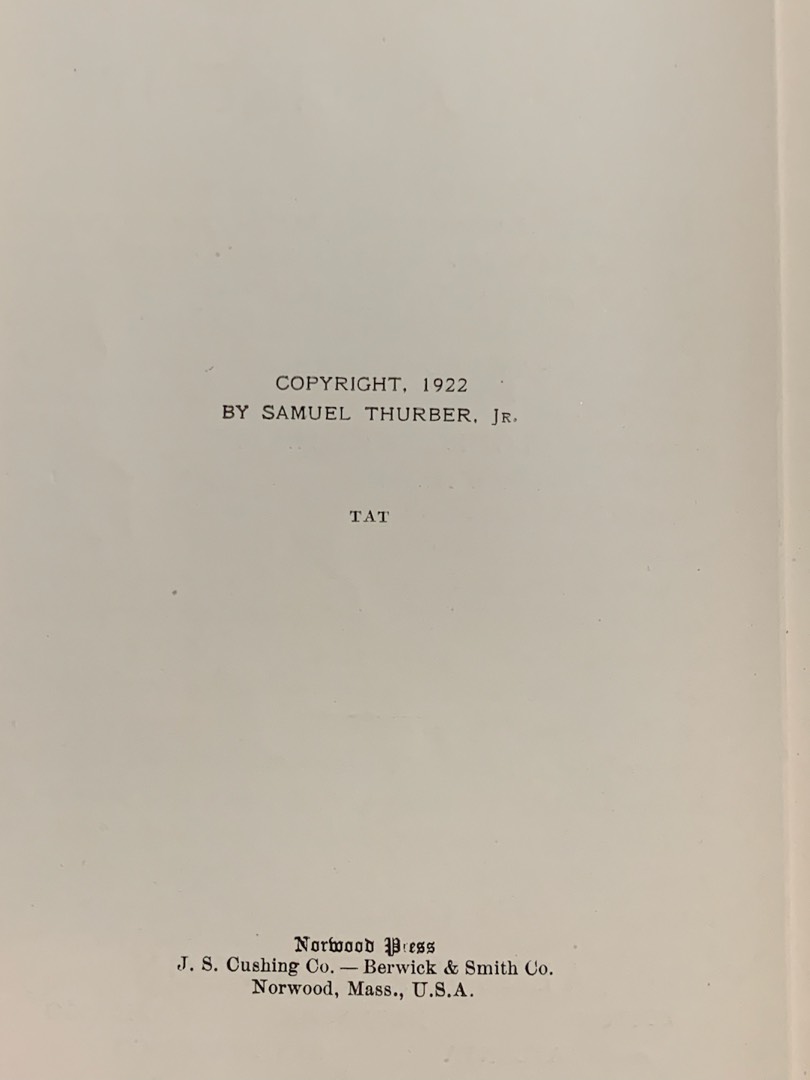 COPYRIGHT, 1922
BY SAMUEL THURBER, JR.
TAT
Norwood Press
J. S. Cushing Co. — Berwick & Smith Co.
Norwood, Mass., U.S.A.